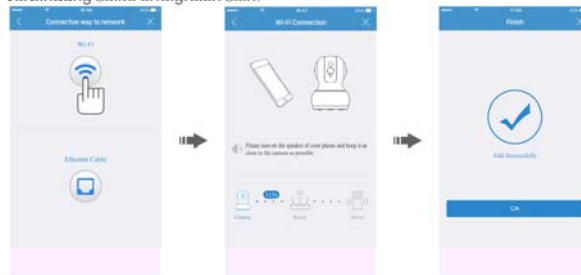 Connective way to network
Wi-Fi
Ethernet Cable
Wi-Fi Connection
Please turn on the speaker of your phone and keep it as
close to the camera as possible
11%
Camera
Router
Server
Finish
Add Successfully
OK